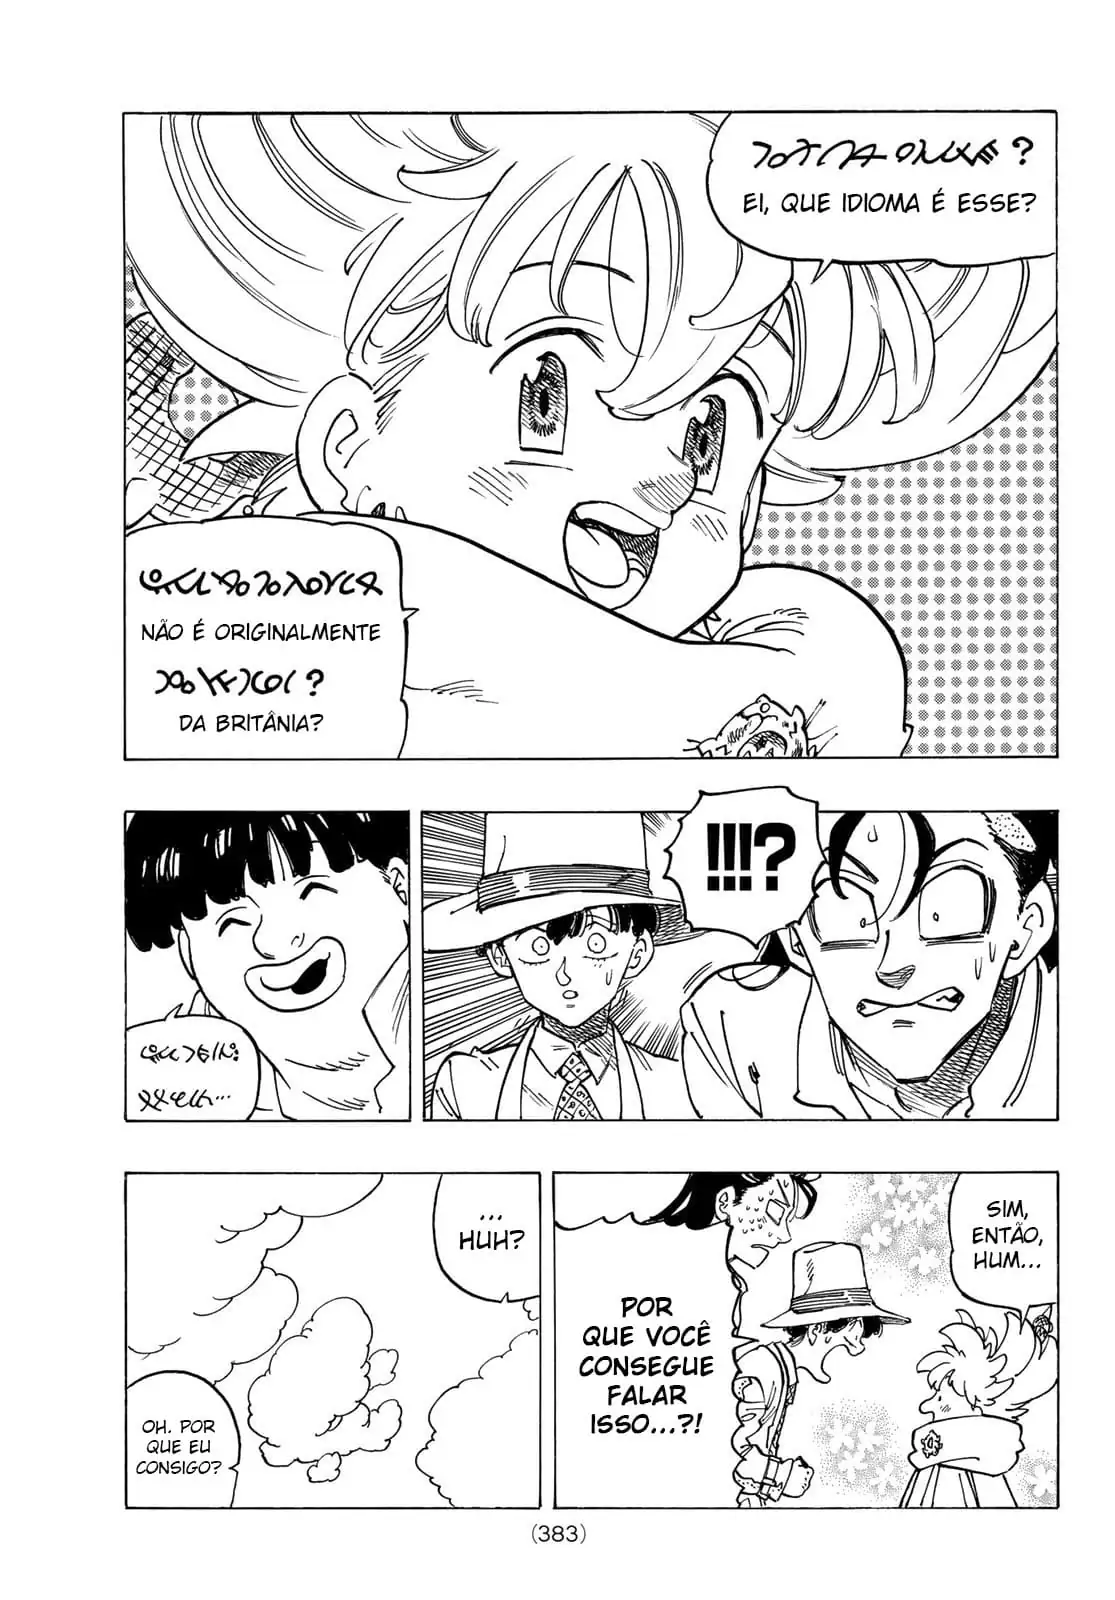 EI, QUE IDIOMA É ESSE?
NÃO É ORIGINALMENTE
DA BRITÂNIA?
!!!?
SIM,
ENTÃO,
HUM...
POR
QUE VOCÊ
CONSEGUE
FALAR
ISSO...?!
...
HUH?
OH. POR
QUE EU
CONSIGO?
(383)